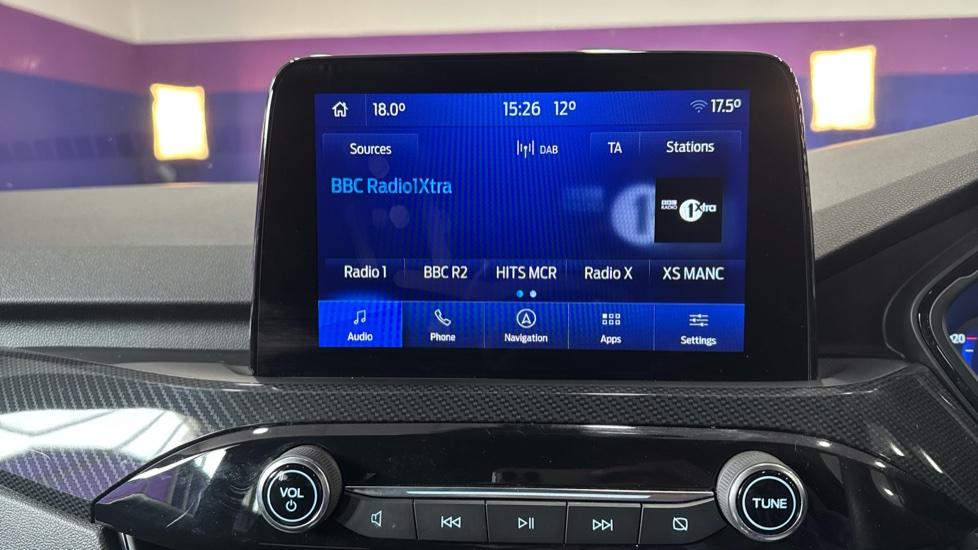 18.0° 15:26 12° 17.5°
Sources DAB TA Stations
BBC Radio1Xtra
BBC RADIO 1Xtra
Radio 1 BBC R2 HITS MCR Radio X XS MANC
Audio Phone Navigation Apps Settings
VOL TUNE